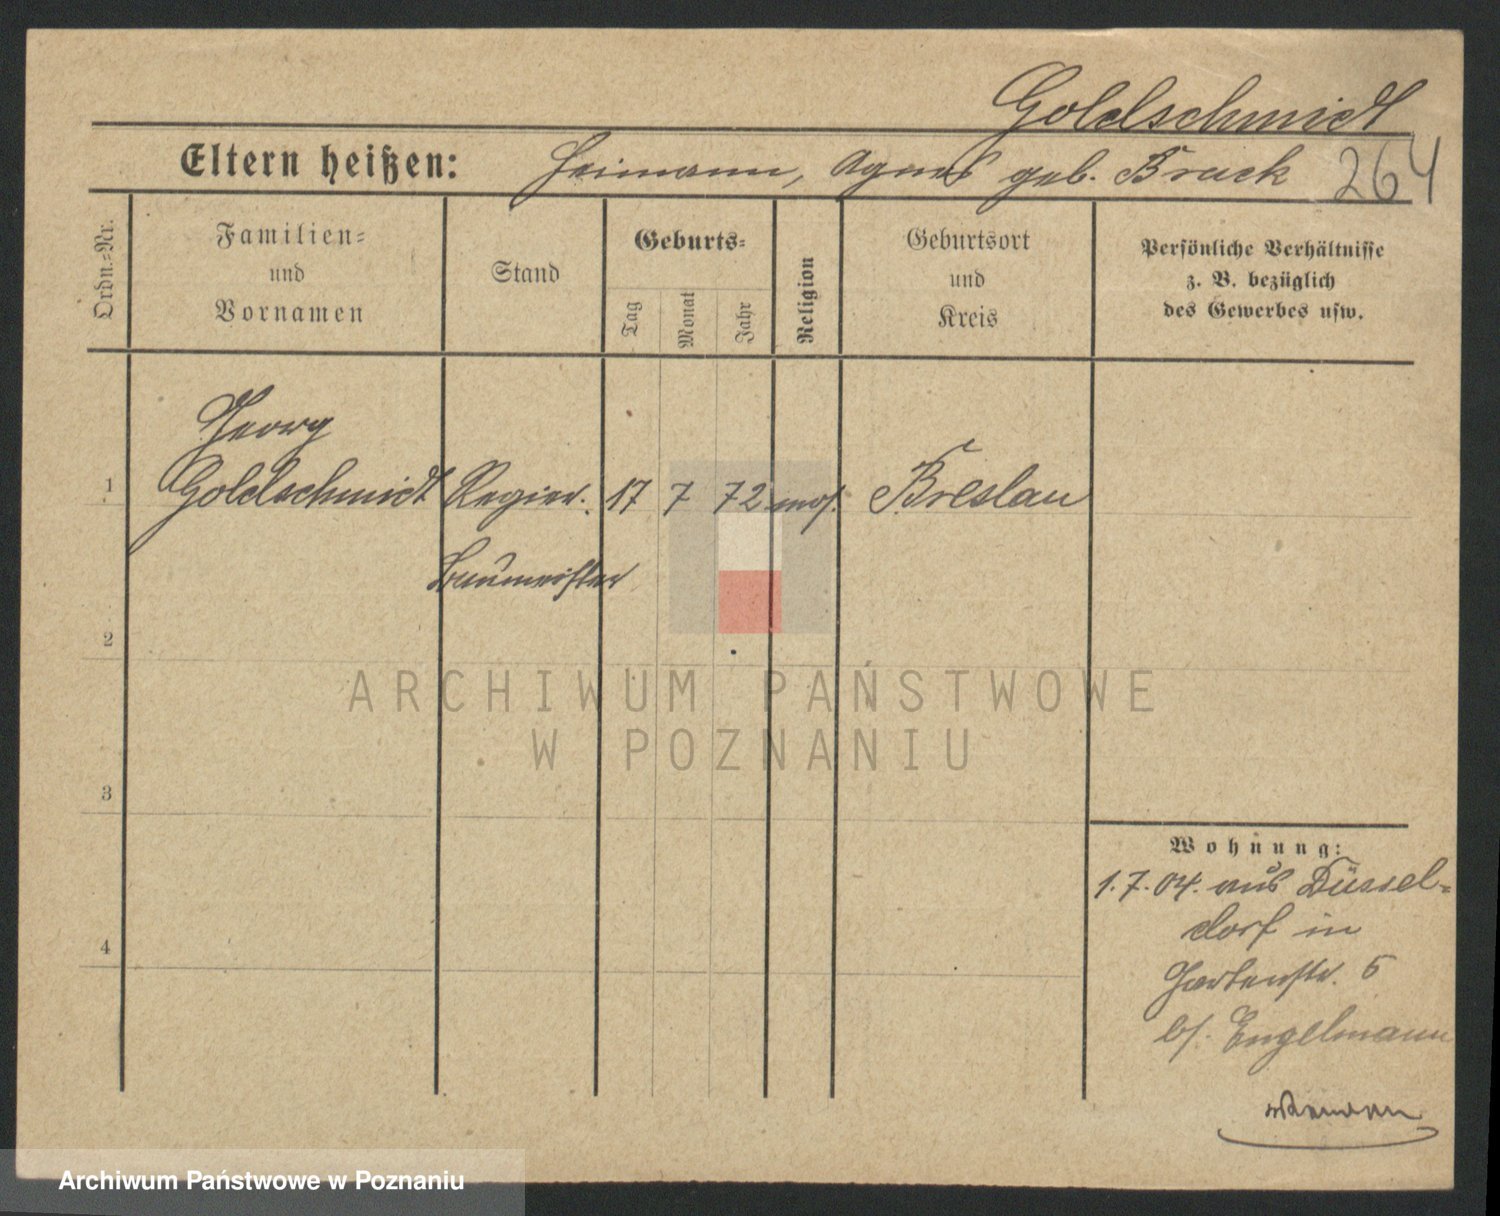 Goldschmidt
Eltern heißen: Heimann, Agnes geb. Bruck 264
Ordn.-Nr.
Familien-
und
Vornamen
Stand
Geburts-
Tag
Monat
Jahr
Religion
Geburtsort
und
Kreis
Persönliche Verhältnisse
z. B. bezüglich
des Gewerbes usw.
Georg
1 Goldschmidt Regier. 17 7 72 mos. Breslau
Baumeister
2
3
4
Wohnung:
1.7.04. aus Düssel-
dorf in
Gartenstr. 5
b/. Engelmann
ARCHIWUM PAŃSTWOWE
W POZNANIU
Archiwum Państwowe w Poznaniu